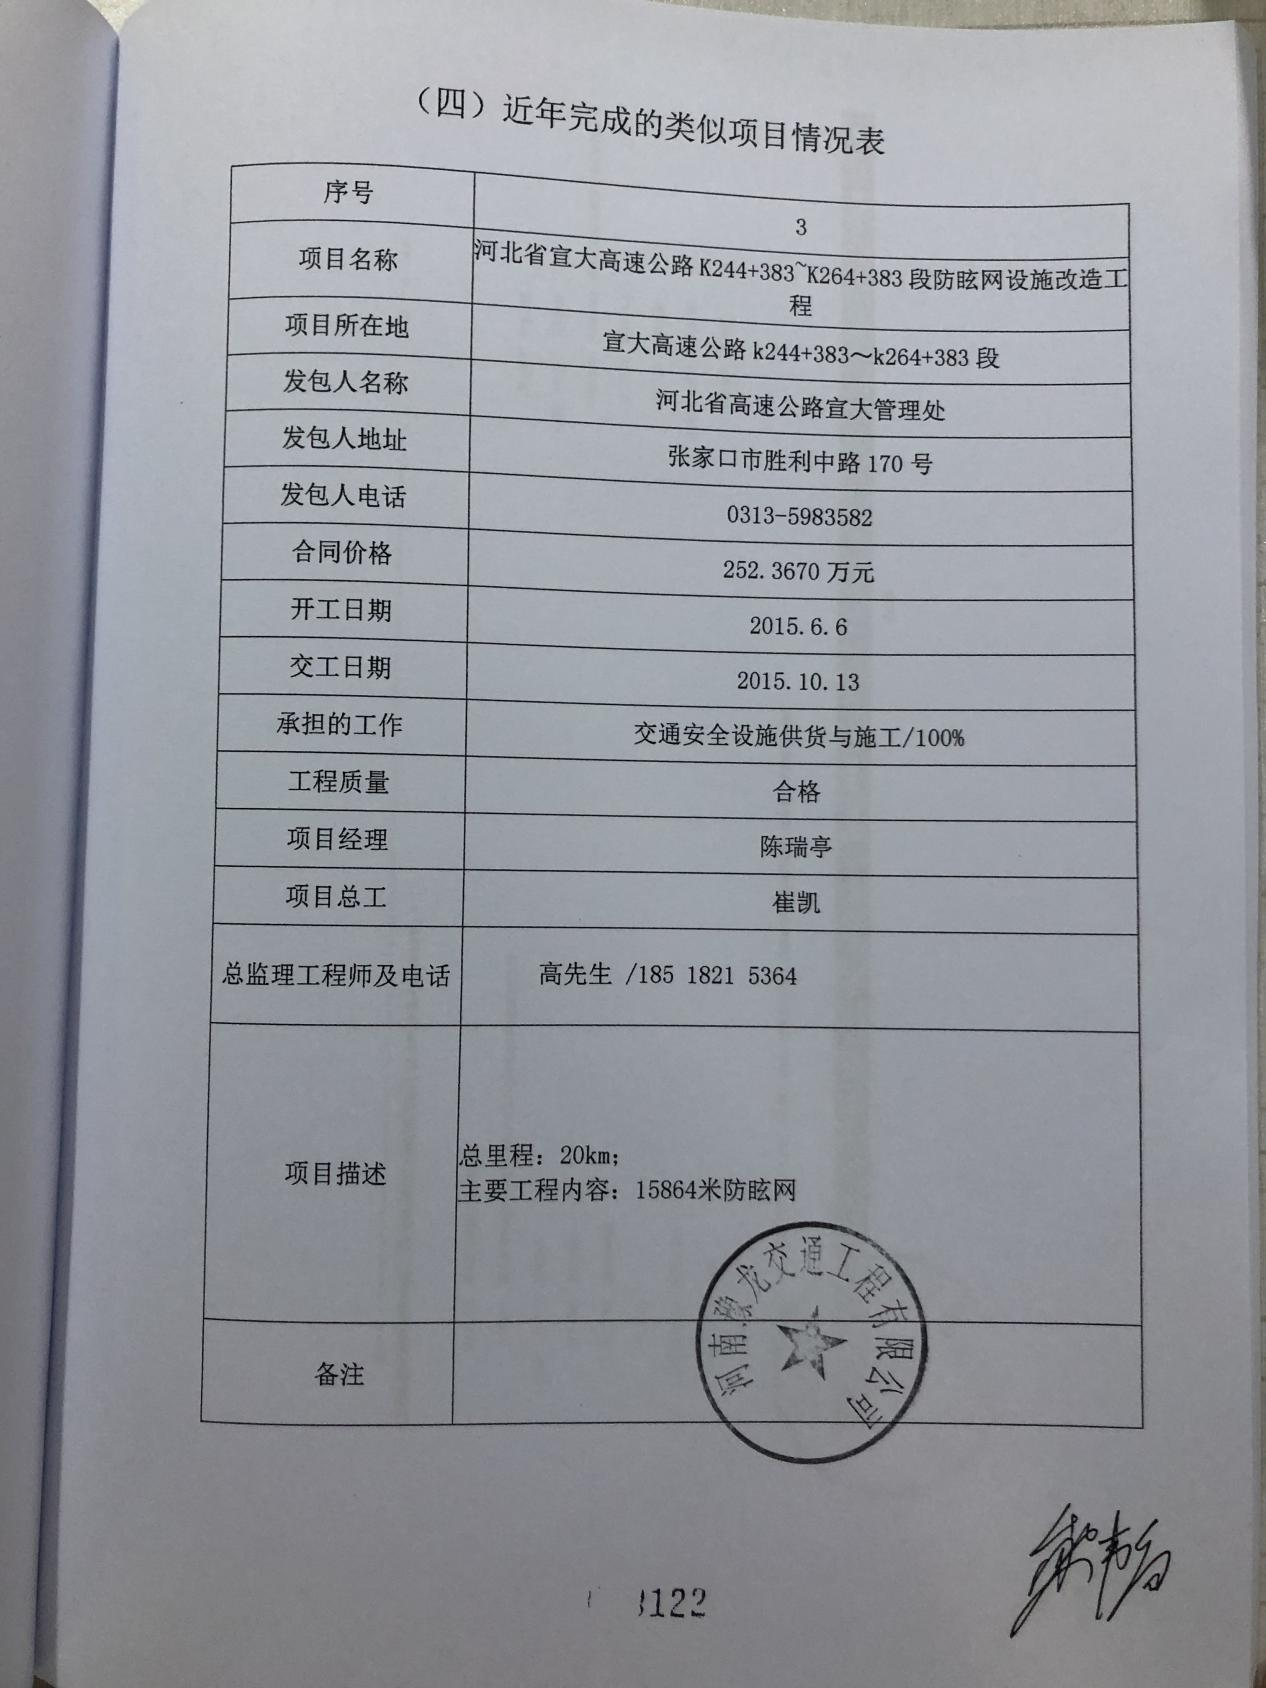 （四）近年完成的类似项目情况表
序号 3
项目名称 河北省宣大高速公路K244+383~K264+383段防眩网设施改造工
程
项目所在地 宣大高速公路k244+383～k264+383段
发包人名称 河北省高速公路宣大管理处
发包人地址 张家口市胜利中路170号
发包人电话 0313-5983582
合同价格 252.3670万元
开工日期 2015.6.6
交工日期 2015.10.13
承担的工作 交通安全设施供货与施工/100%
工程质量 合格
项目经理 陈瑞亭
项目总工 崔凯
总监理工程师及电话 高先生 /185 1821 5364
项目描述
总里程：20km；
主要工程内容：15864米防眩网
备注
河南豫龙交通工程有限公司
122